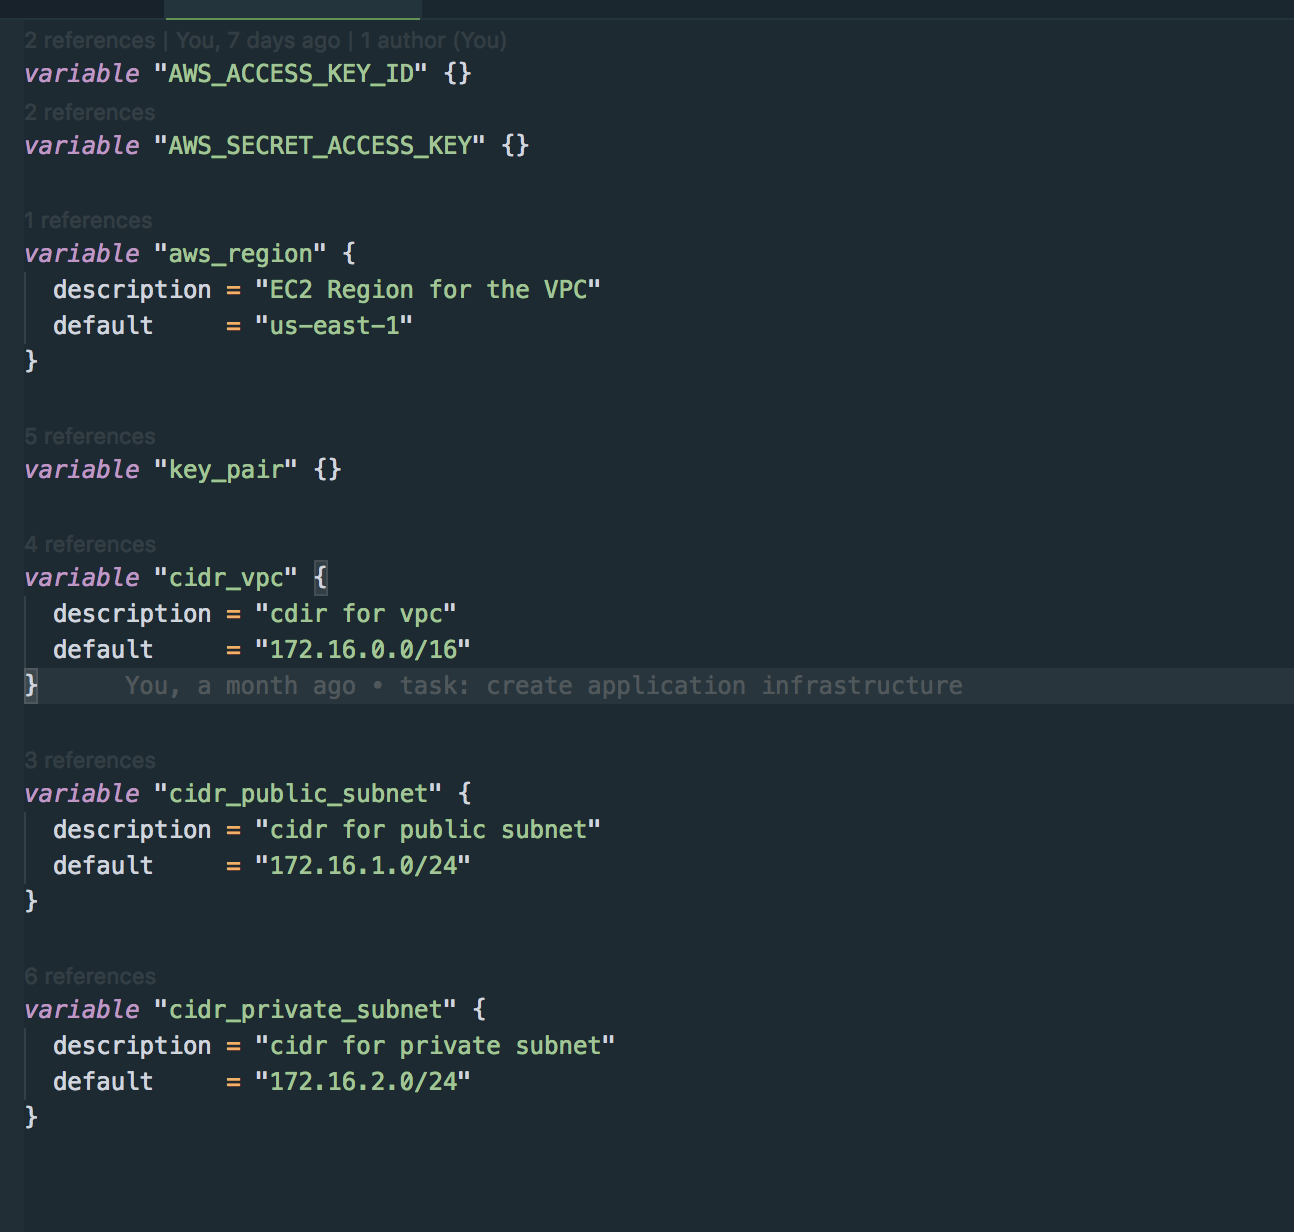 2 references | You, 7 days ago | 1 author (You)
variable "AWS_ACCESS_KEY_ID" {}
2 references
variable "AWS_SECRET_ACCESS_KEY" {}
1 references
variable "aws_region" {
  description = "EC2 Region for the VPC"
  default     = "us-east-1"
}
5 references
variable "key_pair" {}
4 references
variable "cidr_vpc" {
  description = "cdir for vpc"
  default     = "172.16.0.0/16"
}      You, a month ago • task: create application infrastructure
3 references
variable "cidr_public_subnet" {
  description = "cidr for public subnet"
  default     = "172.16.1.0/24"
}
6 references
variable "cidr_private_subnet" {
  description = "cidr for private subnet"
  default     = "172.16.2.0/24"
}